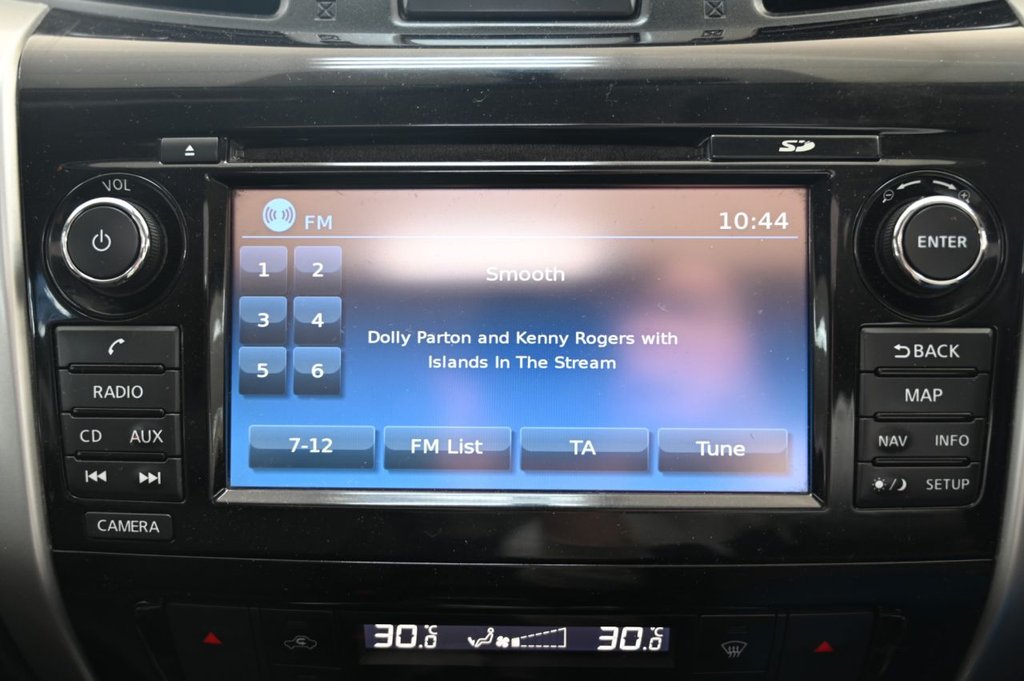 SD
VOL
FM
10:44
ENTER
1 2
Smooth
3 4
Dolly Parton and Kenny Rogers with
Islands In The Stream
5 6
BACK
RADIO
MAP
CD AUX
NAV INFO
7-12 FM List TA Tune
SETUP
CAMERA
30.0°C 30.0°C